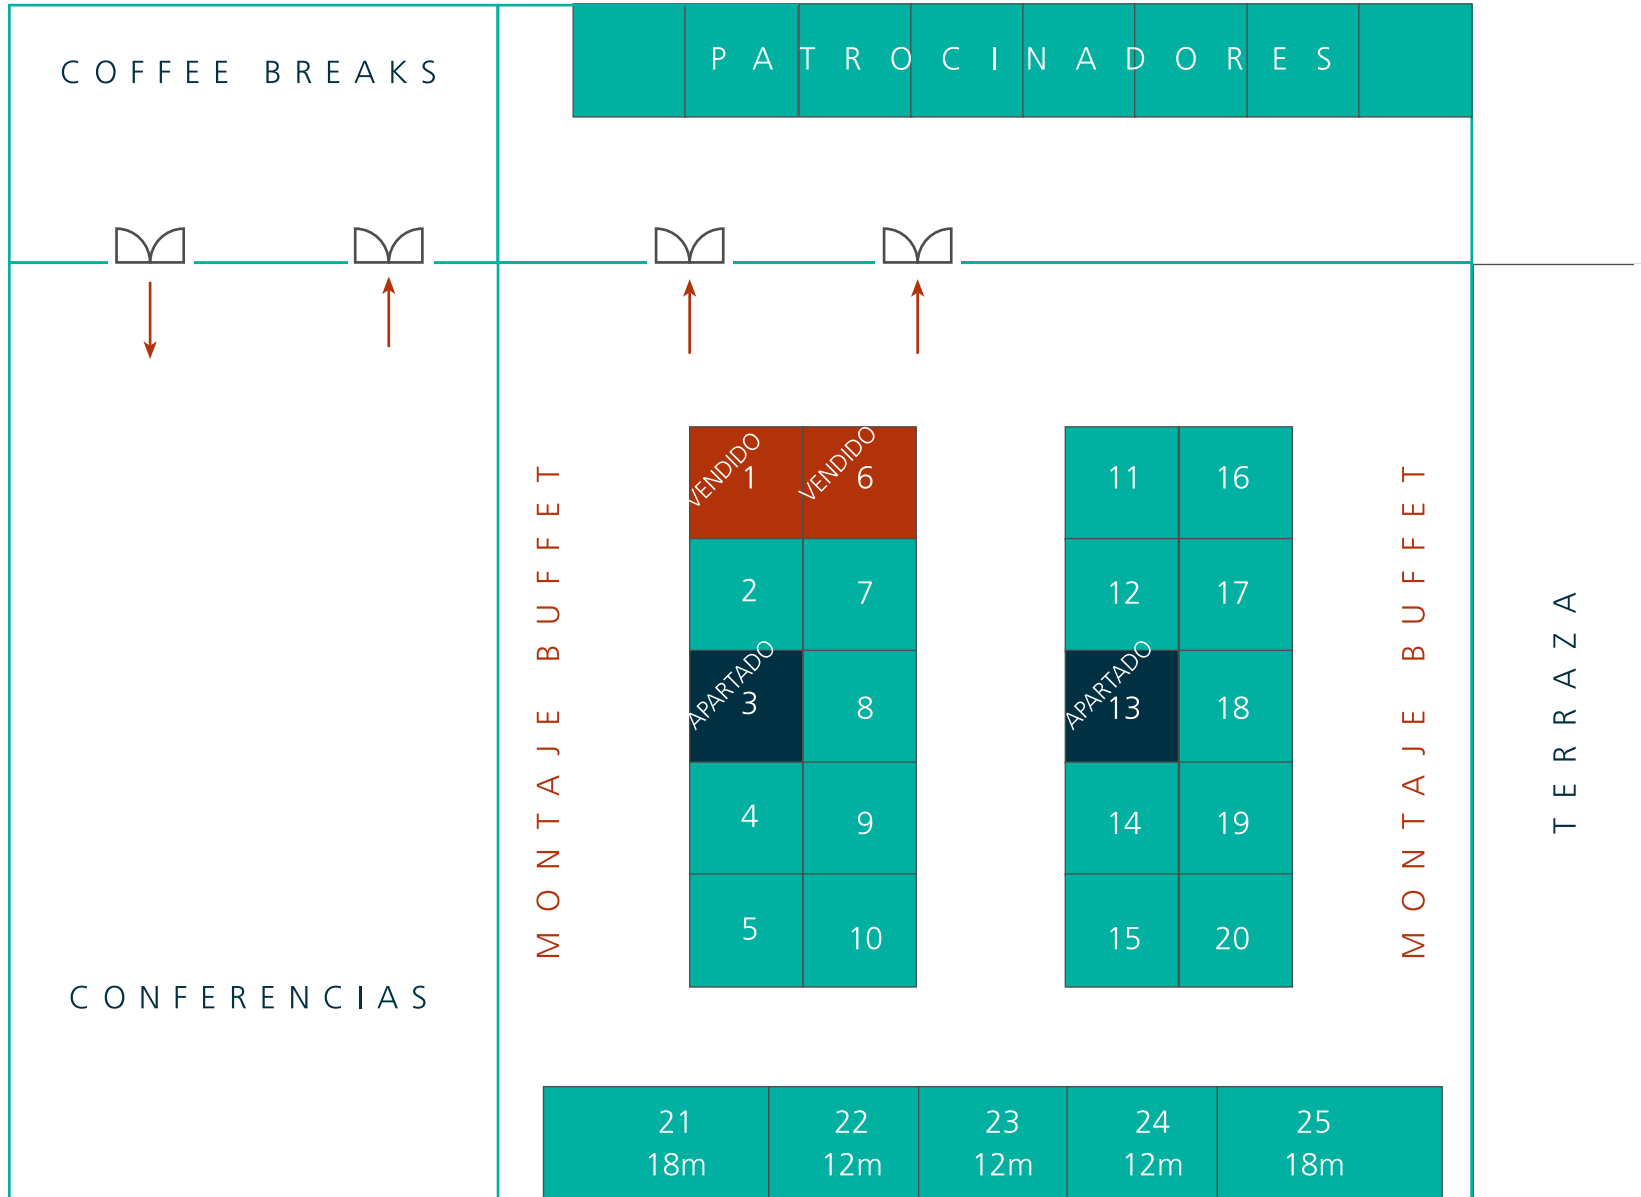 COFFEE BREAKS
PATROCINADORES
MONTAJE BUFFET
VENDIDO
1
VENDIDO
6
2
7
APARTADO
3
8
4
9
5
10
11
16
12
17
APARTADO
13
18
14
19
15
20
MONTAJE BUFFET
TERRAZA
CONFERENCIAS
21
18m
22
12m
23
12m
24
12m
25
18m